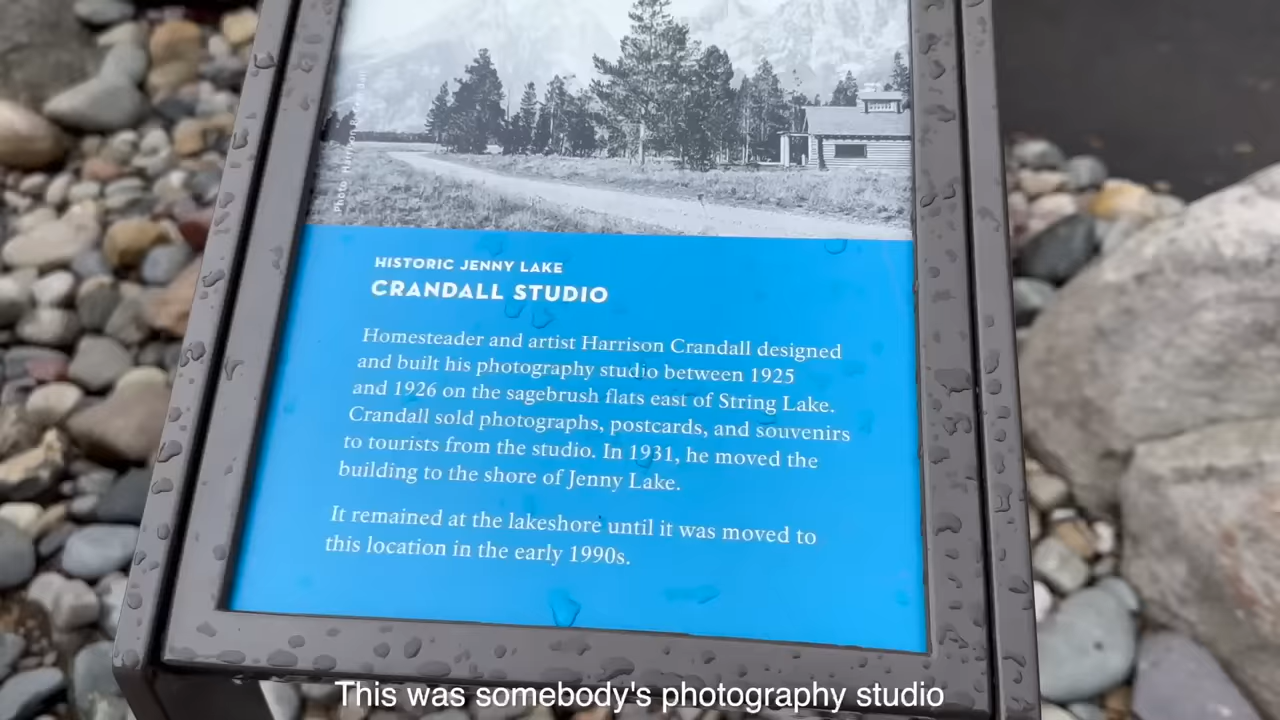 Photo: Harrison Crandall
HISTORIC JENNY LAKE
CRANDALL STUDIO
Homesteader and artist Harrison Crandall designed
and built his photography studio between 1925
and 1926 on the sagebrush flats east of String Lake.
Crandall sold photographs, postcards, and souvenirs
to tourists from the studio. In 1931, he moved the
building to the shore of Jenny Lake.
It remained at the lakeshore until it was moved to
this location in the early 1990s.
This was somebody's photography studio